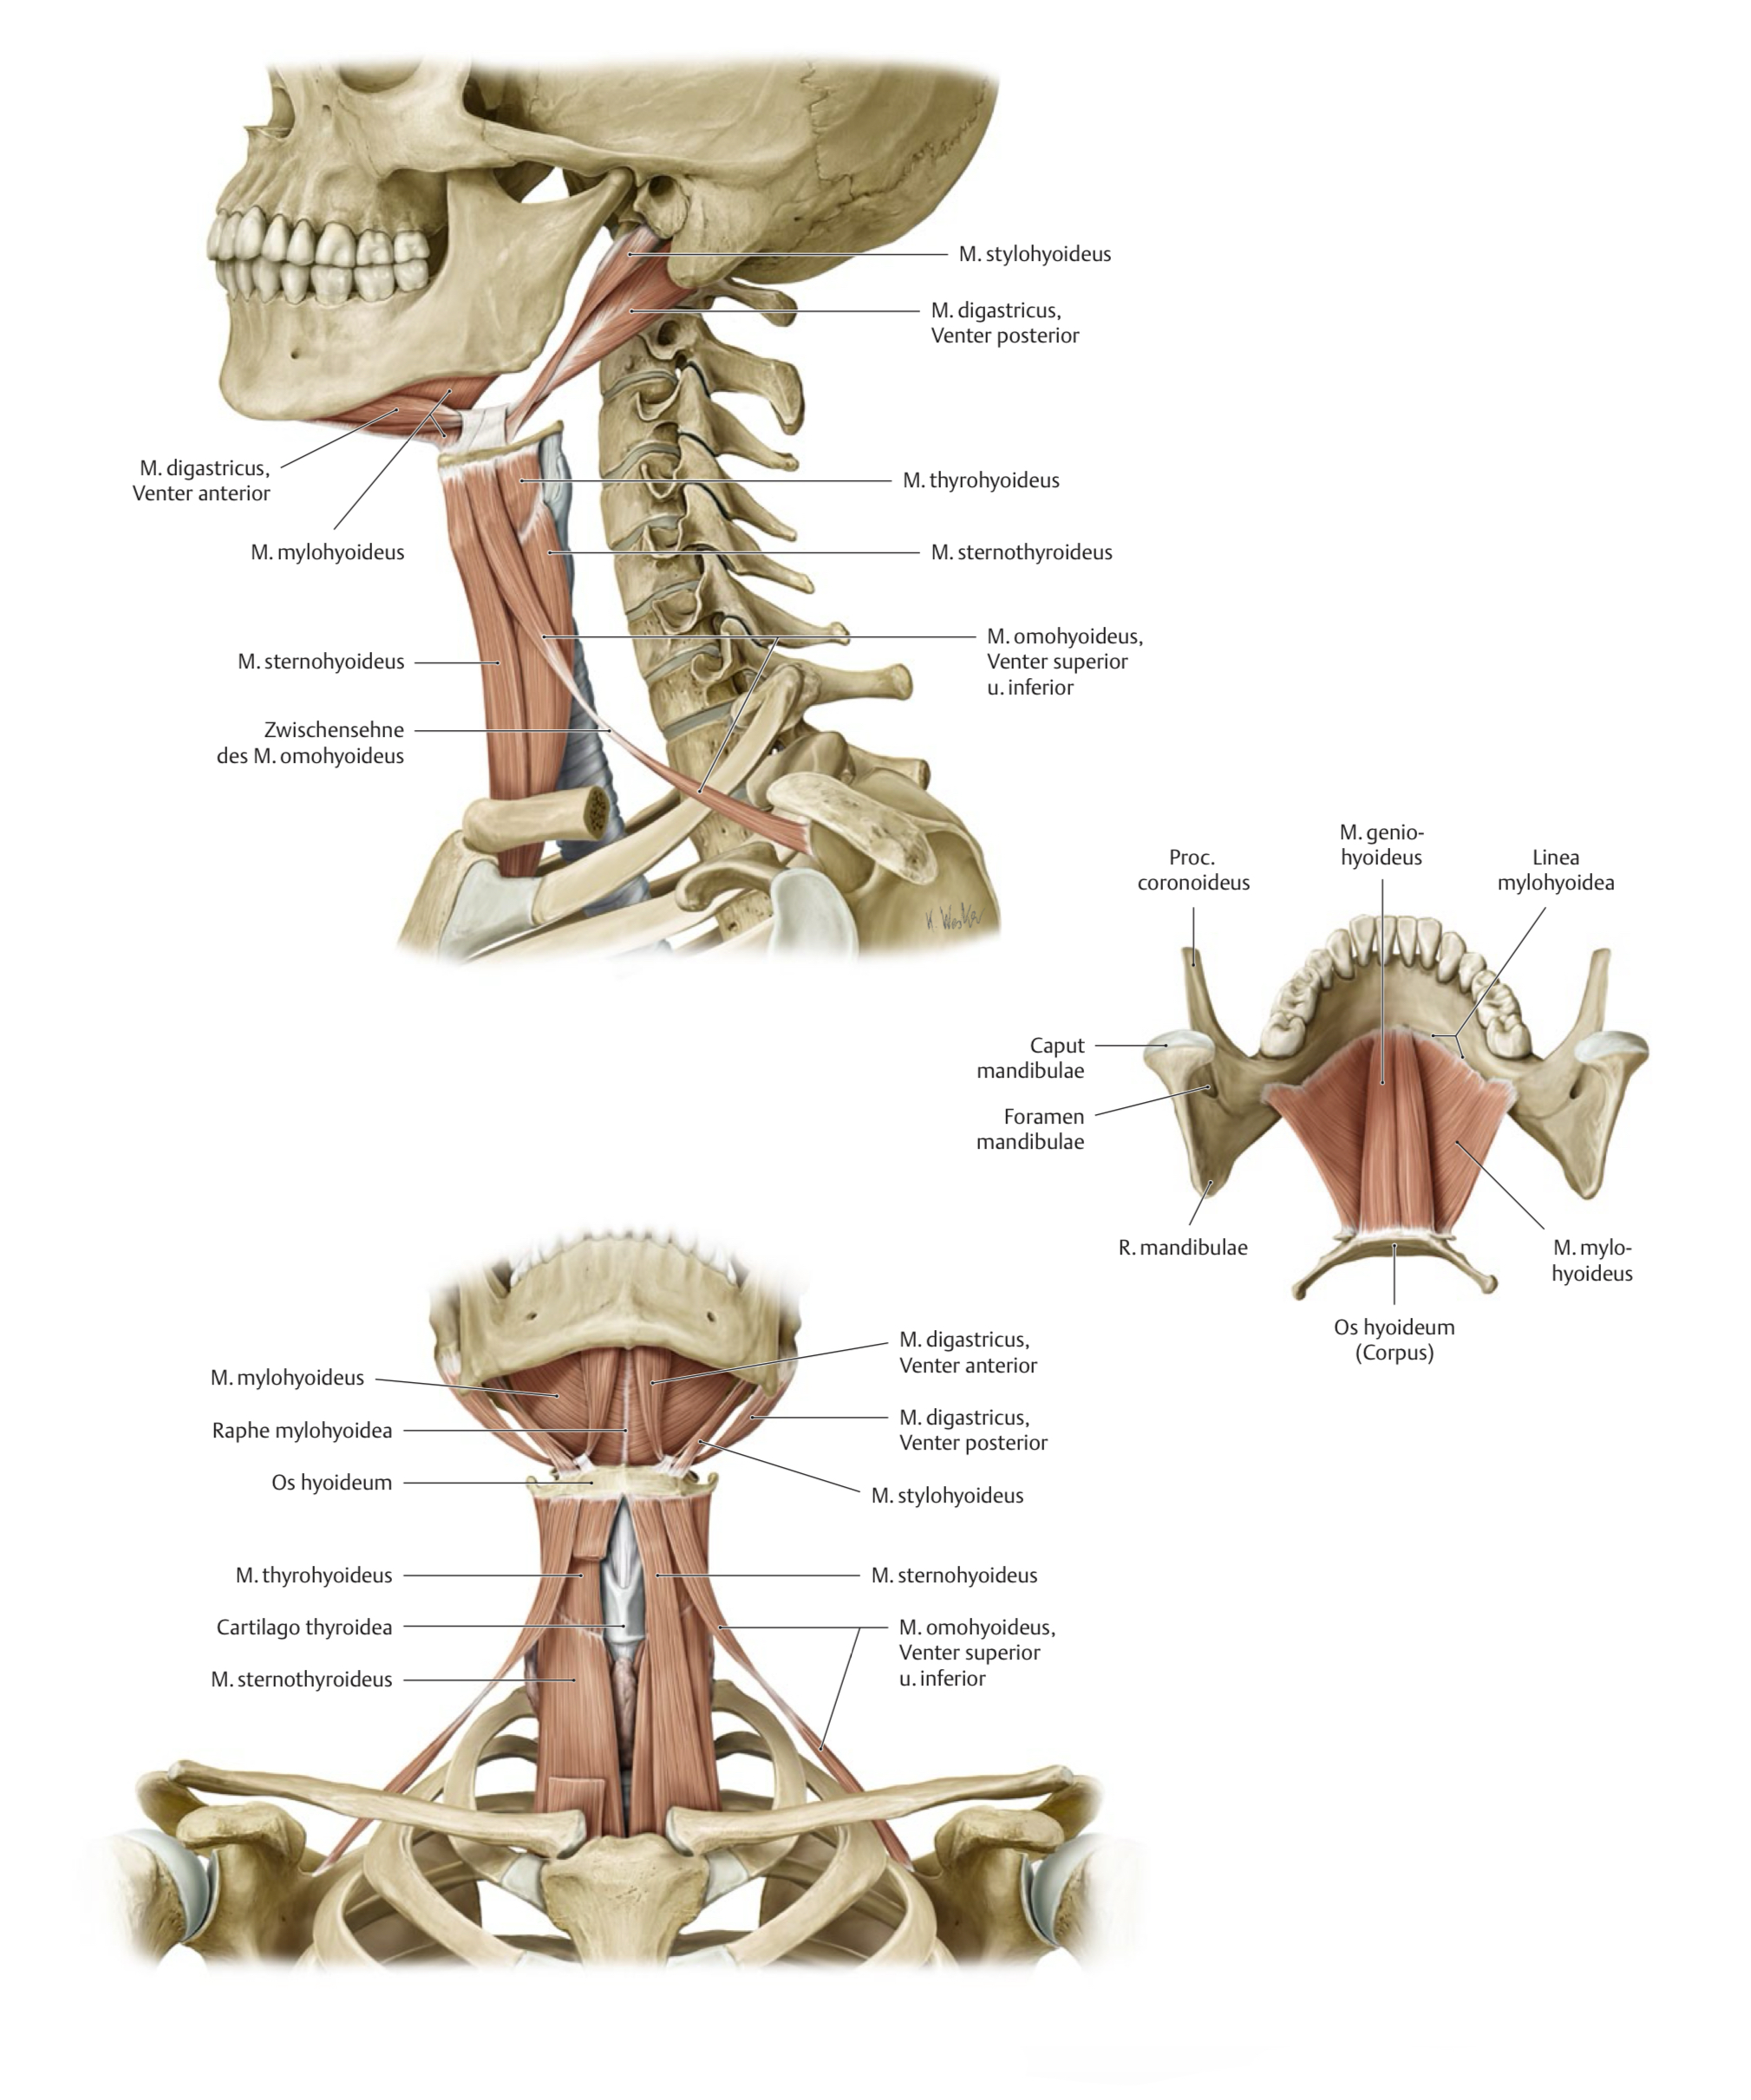 M. stylohyoideus
M. digastricus,
Venter posterior
M. digastricus,
Venter anterior
M. thyrohyoideus
M. mylohyoideus
M. sternothyroideus
M. omohyoideus,
Venter superior
u. inferior
M. sternohyoideus
Zwischensehne
des M. omohyoideus
K. Wesker
M. genio-
hyoideus
Proc.
coronoideus
Linea
mylohyoidea
Caput
mandibulae
Foramen
mandibulae
R. mandibulae
M. mylo-
hyoideus
Os hyoideum
(Corpus)
M. digastricus,
Venter anterior
M. mylohyoideus
M. digastricus,
Venter posterior
Raphe mylohyoidea
Os hyoideum
M. stylohyoideus
M. thyrohyoideus
M. sternohyoideus
Cartilago thyroidea
M. omohyoideus,
Venter superior
u. inferior
M. sternothyroideus